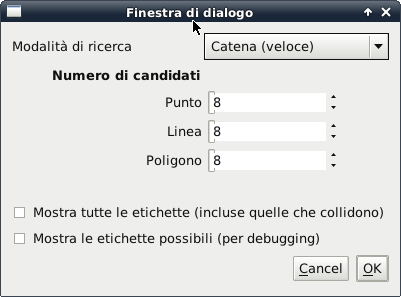 Finestra di dialogo
Modalità di ricerca Catena (veloce)
Numero di candidati
Punto 8
Linea 8
Poligono 8
Mostra tutte le etichette (incluse quelle che collidono)
Mostra le etichette possibili (per debugging)
Cancel OK